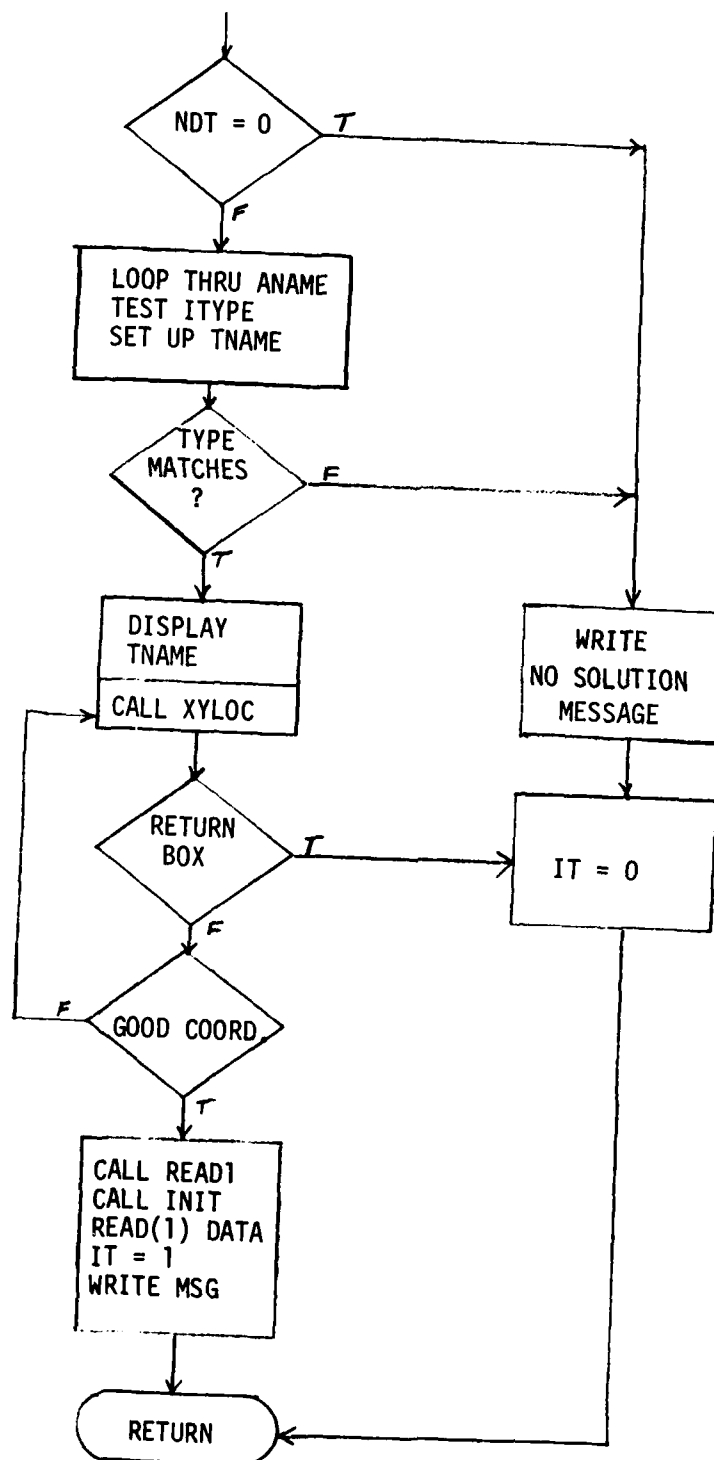 NDT = 0
T
F
LOOP THRU ANAME
TEST ITYPE
SET UP TNAME
TYPE
MATCHES
?
F
T
DISPLAY
TNAME
CALL XYLOC
WRITE
NO SOLUTION
MESSAGE
RETURN
BOX
T
F
IT = 0
GOOD COORD.
F
T
CALL READ1
CALL INIT
READ(1) DATA
IT = 1
WRITE MSG
RETURN